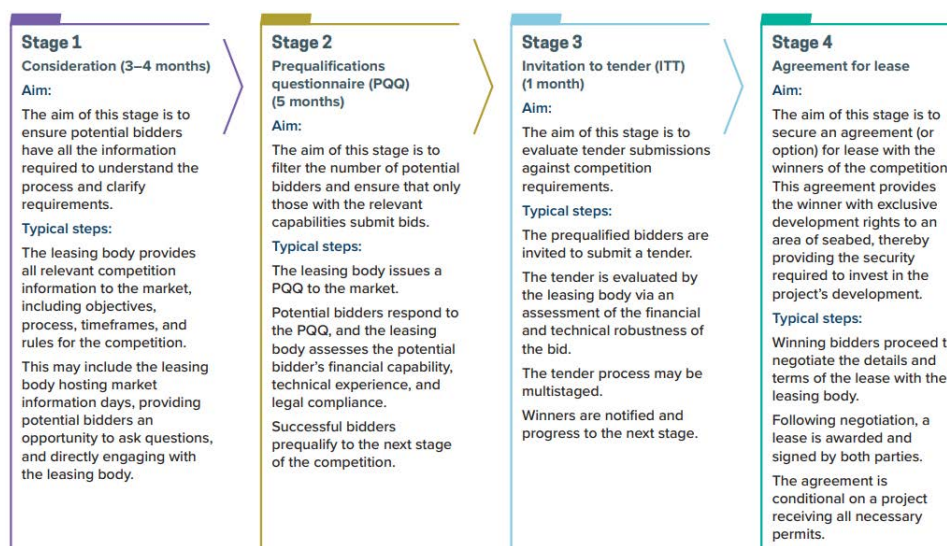 Stage 1
Consideration (3–4 months)
Aim:
The aim of this stage is to
ensure potential bidders
have all the information
required to understand the
process and clarify
requirements.
Typical steps:
The leasing body provides
all relevant competition
information to the market,
including objectives,
process, timeframes, and
rules for the competition.
This may include the leasing
body hosting market
information days, providing
potential bidders an
opportunity to ask questions,
and directly engaging with
the leasing body.
Stage 2
Prequalifications
questionnaire (PQQ)
(5 months)
Aim:
The aim of this stage is to
filter the number of potential
bidders and ensure that only
those with the relevant
capabilities submit bids.
Typical steps:
The leasing body issues a
PQQ to the market.
Potential bidders respond to
the PQQ, and the leasing
body assesses the potential
bidder’s financial capability,
technical experience, and
legal compliance.
Successful bidders
prequalify to the next stage
of the competition.
Stage 3
Invitation to tender (ITT)
(1 month)
Aim:
The aim of this stage is to
evaluate tender submissions
against competition
requirements.
Typical steps:
The prequalified bidders are
invited to submit a tender.
The tender is evaluated by
the leasing body via an
assessment of the financial
and technical robustness of
the bid.
The tender process may be
multistaged.
Winners are notified and
progress to the next stage.
Stage 4
Agreement for lease
Aim:
The aim of this stage is to
secure an agreement (or
option) for lease with the
winners of the competition
This agreement provides
the winner with exclusive
development rights to an
area of seabed, thereby
providing the security
required to invest in the
project’s development.
Typical steps:
Winning bidders proceed t
negotiate the details and
terms of the lease with the
leasing body.
Following negotiation, a
lease is awarded and
signed by both parties.
The agreement is
conditional on a project
receiving all necessary
permits.